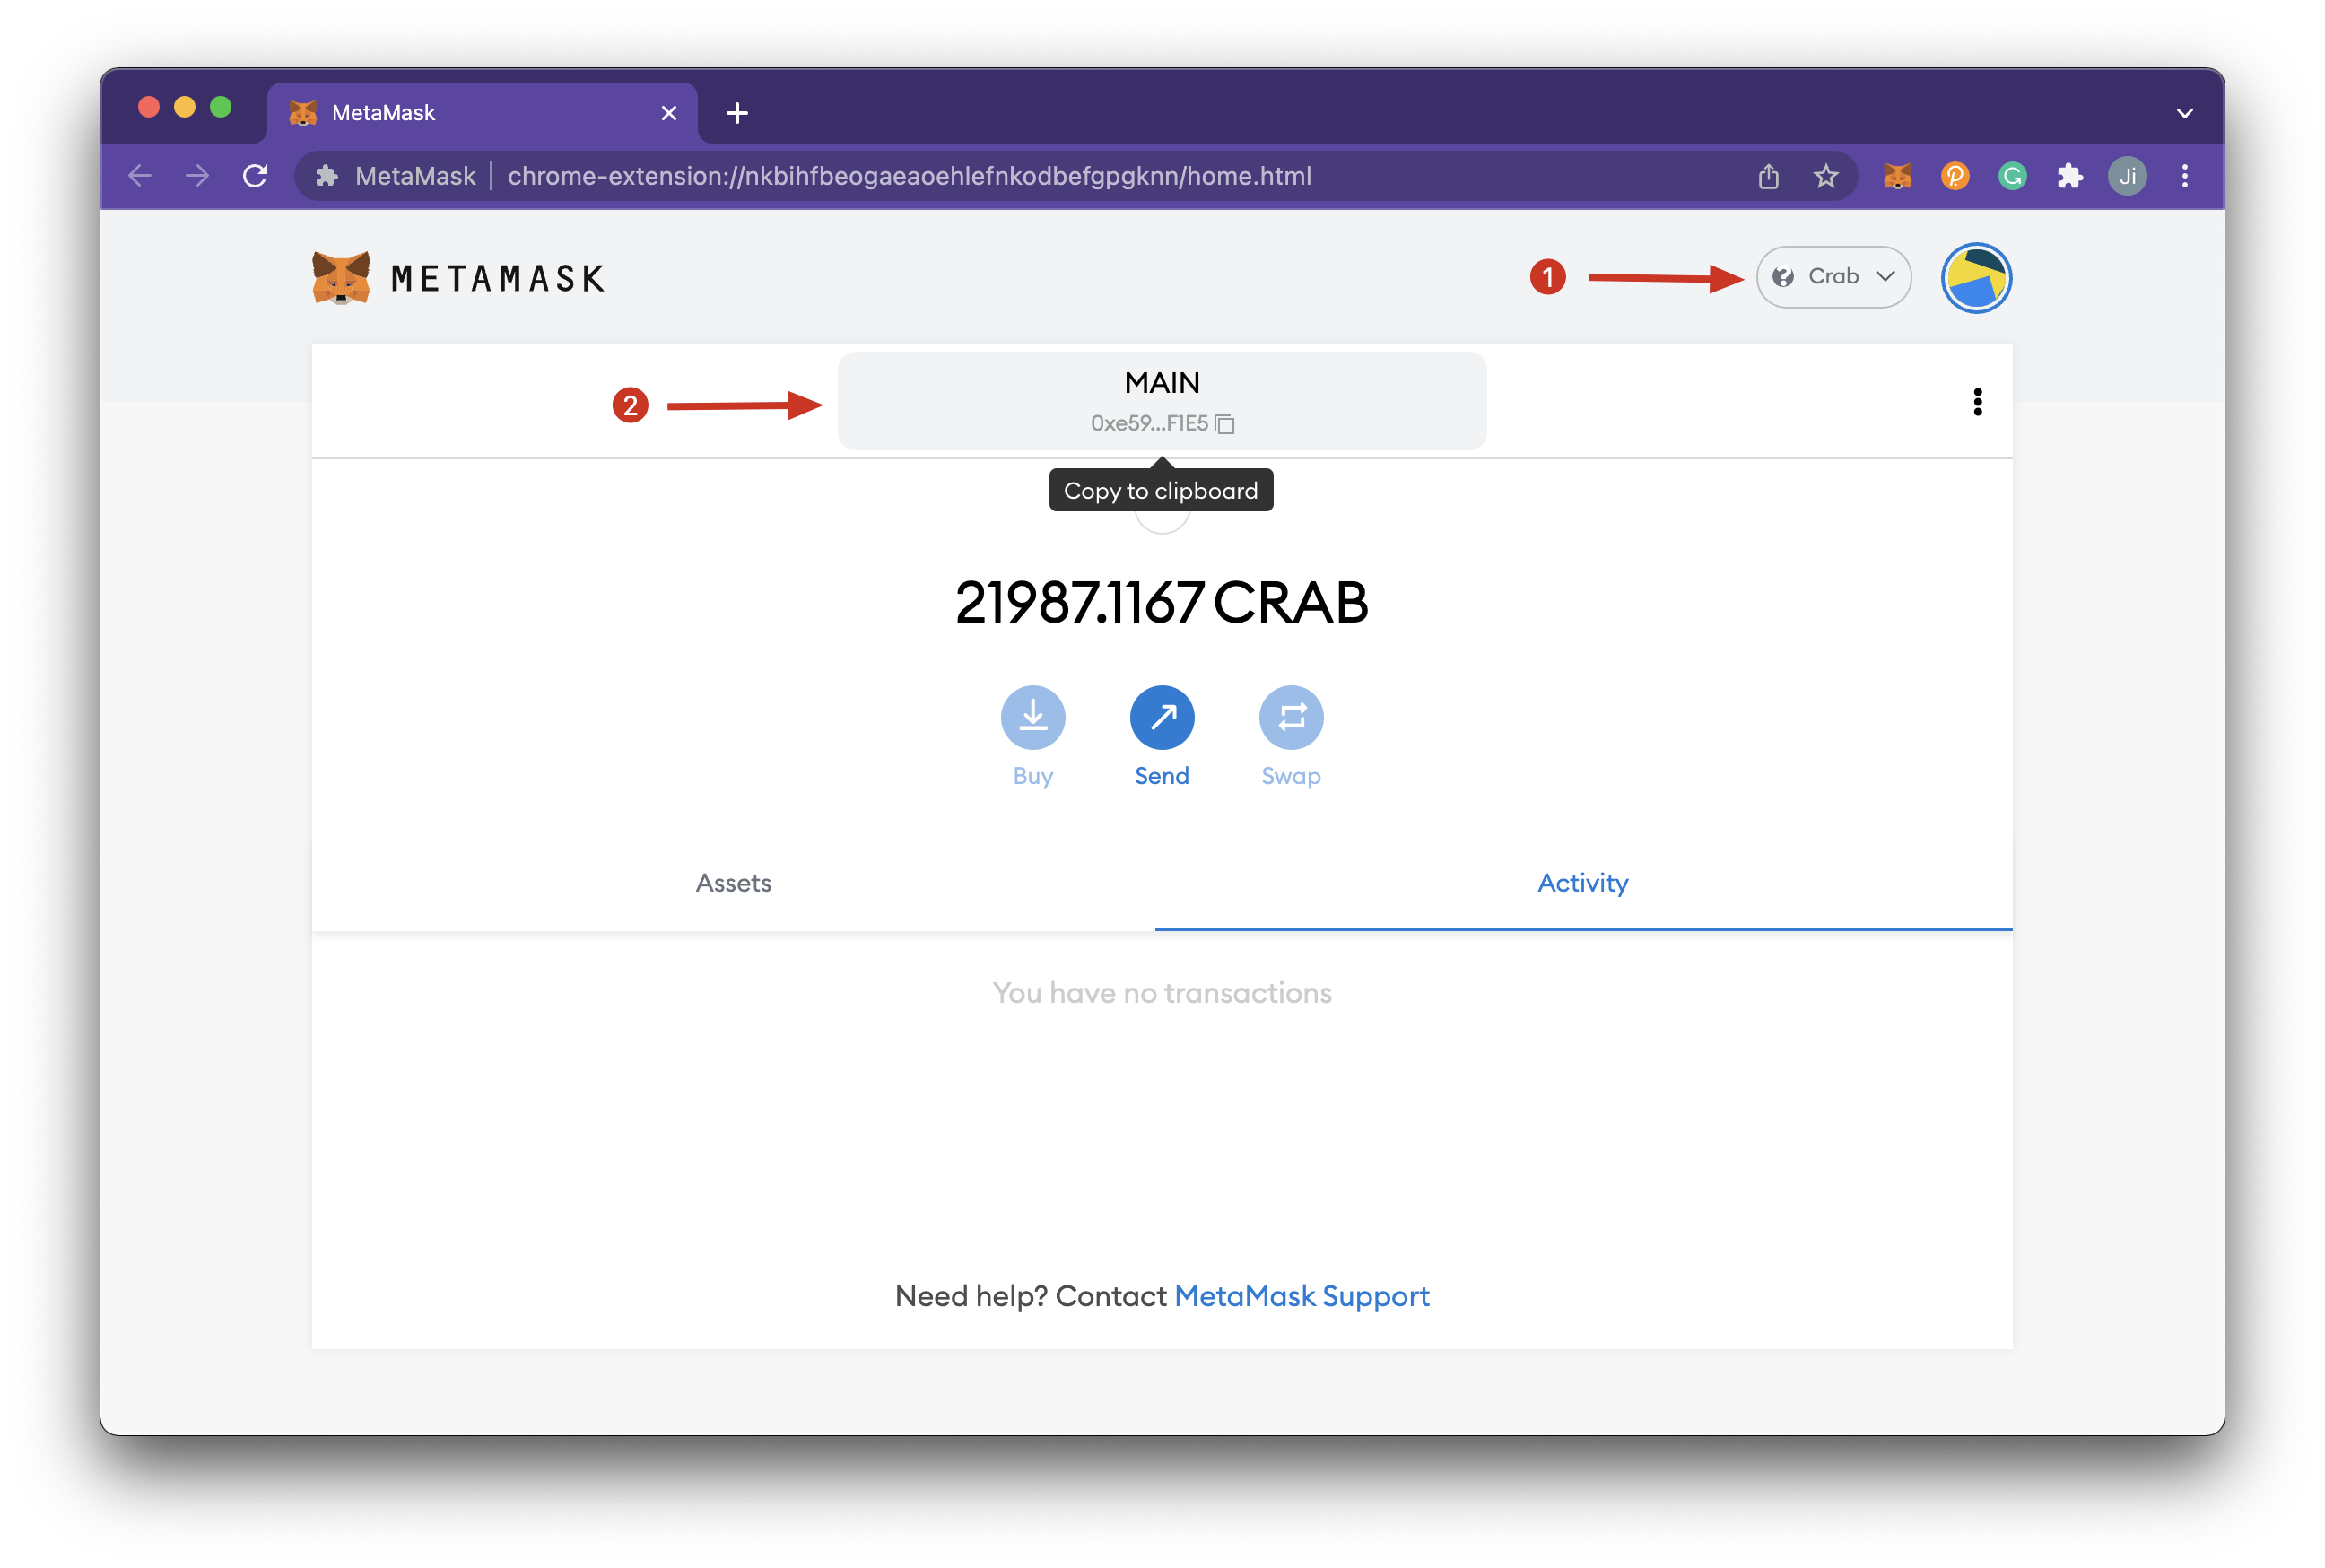 MetaMask
MetaMask chrome-extension://nkbihfbeogaeaoehlefnkodbefgpgknn/home.html Ji
METAMASK
1 Crab
2 MAIN
0xe59...F1E5
Copy to clipboard
21987.1167 CRAB
Buy Send Swap
Assets Activity
You have no transactions
Need help? Contact MetaMask Support